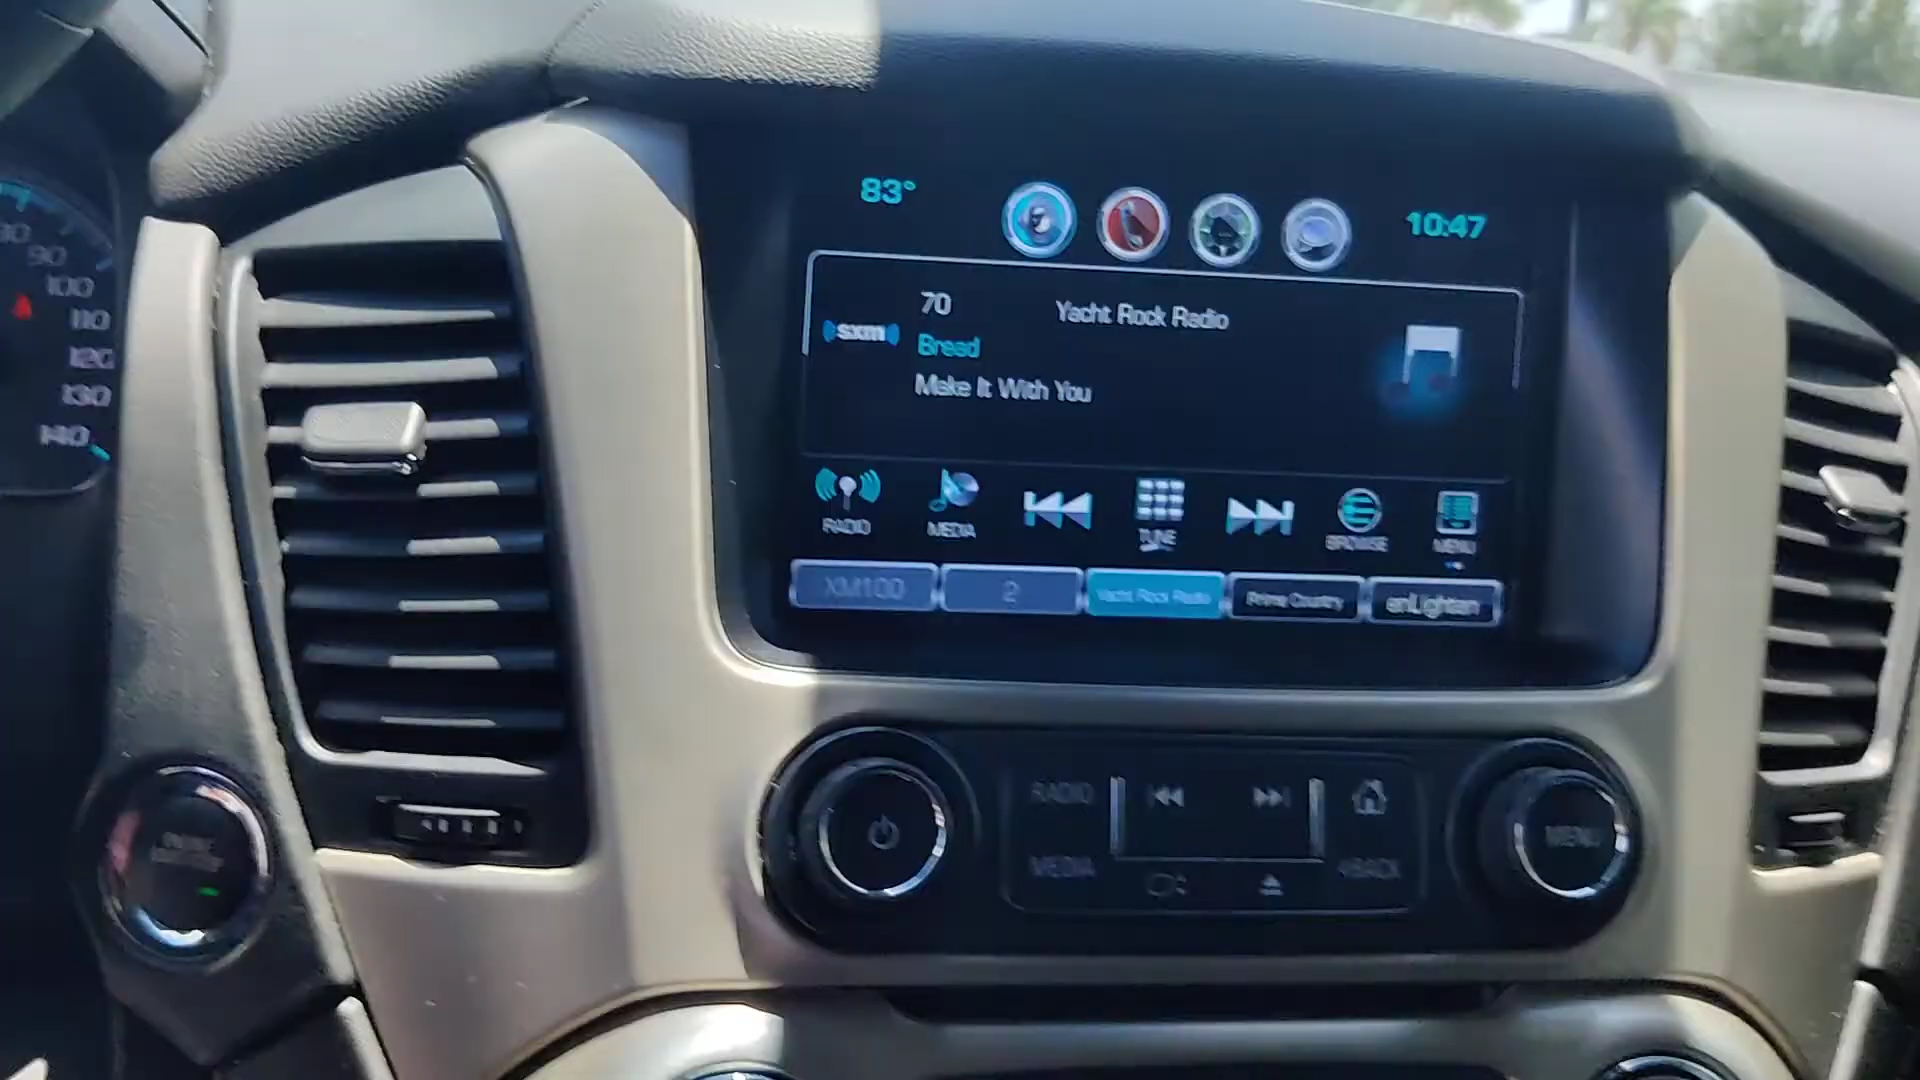 83°
10:47
70
Yacht Rock Radio
sxm
Bread
Make It With You
RADIO
MEDIA
TUNE
BROWSE
MENU
XM100
2
Yacht Rock Radio
Prime Country
enLighten
90
100
110
120
130
140
RADIO
MEDIA
BACK
MENU
ENGINE